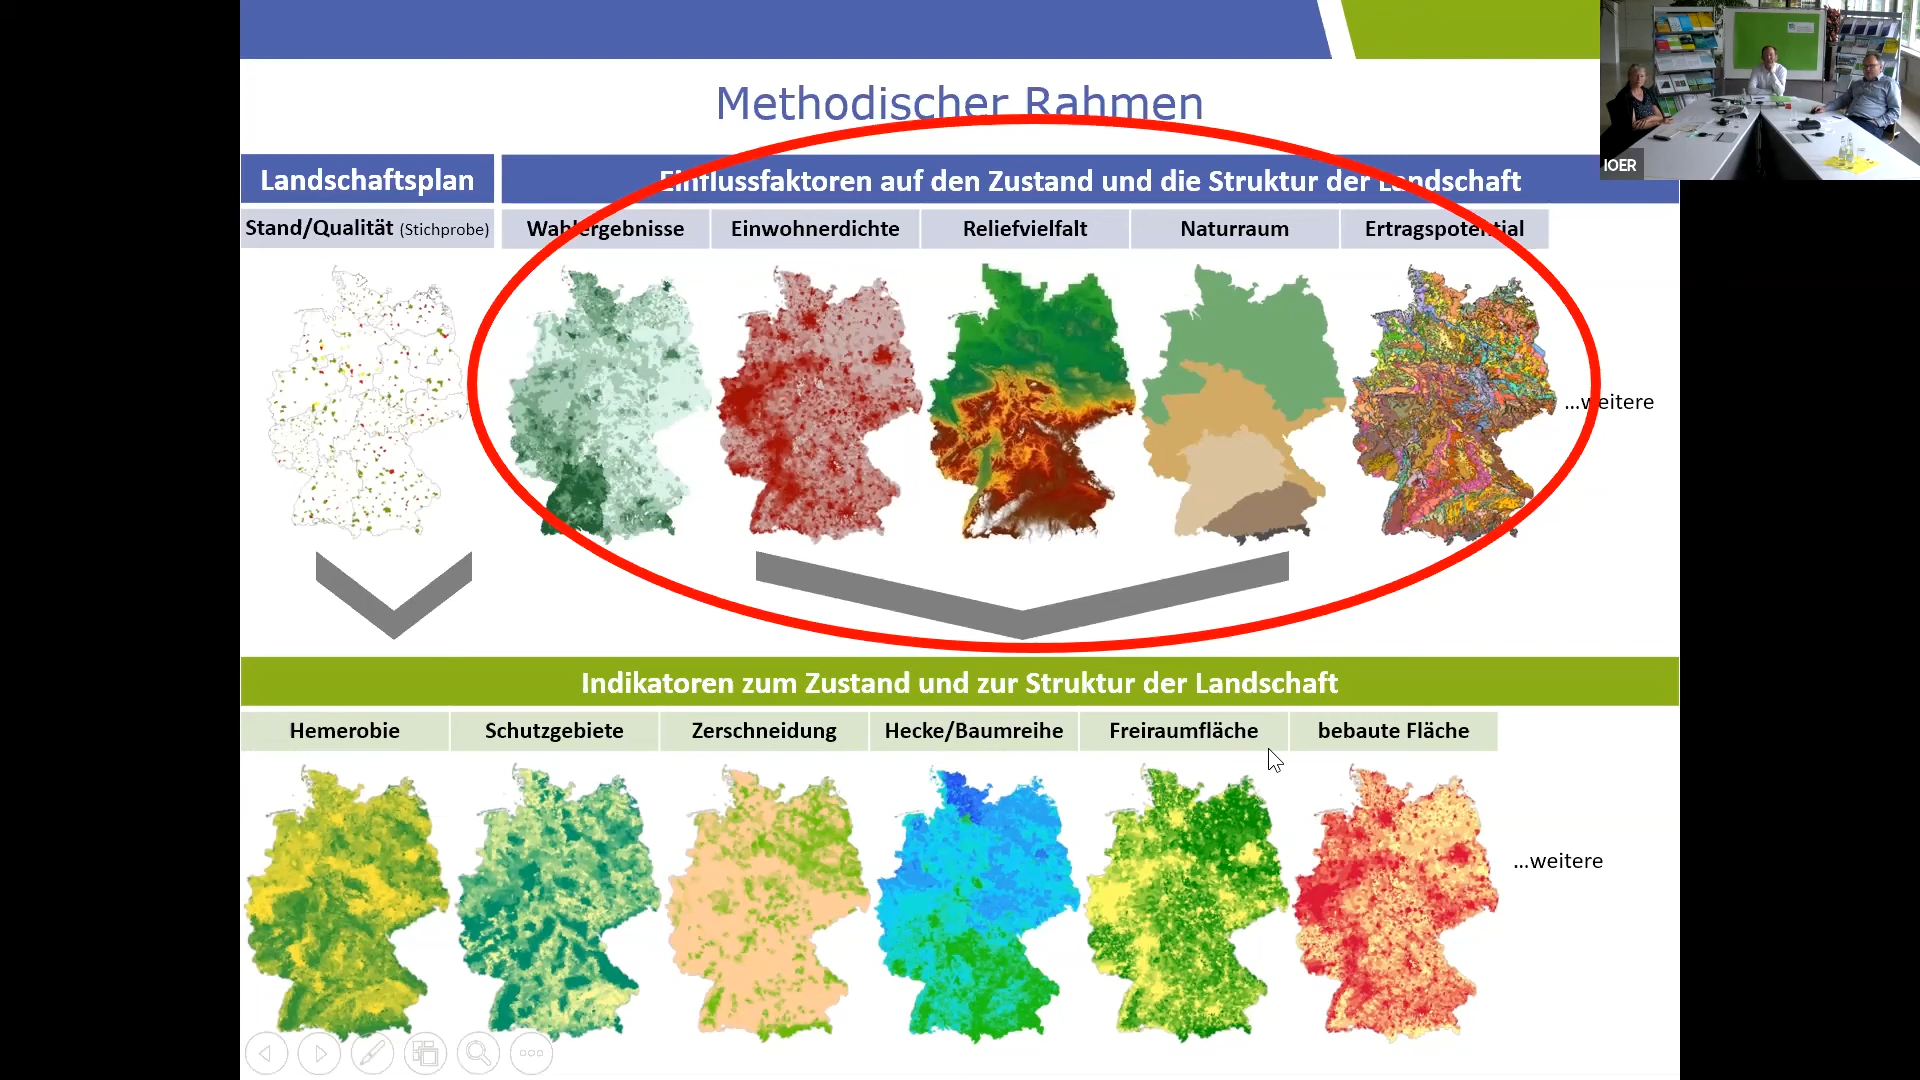 Methodischer Rahmen
IOER
Landschaftsplan
Einflussfaktoren auf den Zustand und die Struktur der Landschaft
Stand/Qualität (Stichprobe)
Wahlergebnisse
Einwohnerdichte
Reliefvielfalt
Naturraum
Ertragspotential
...weitere
Indikatoren zum Zustand und zur Struktur der Landschaft
Hemerobie
Schutzgebiete
Zerschneidung
Hecke/Baumreihe
Freiraumfläche
bebaute Fläche
...weitere